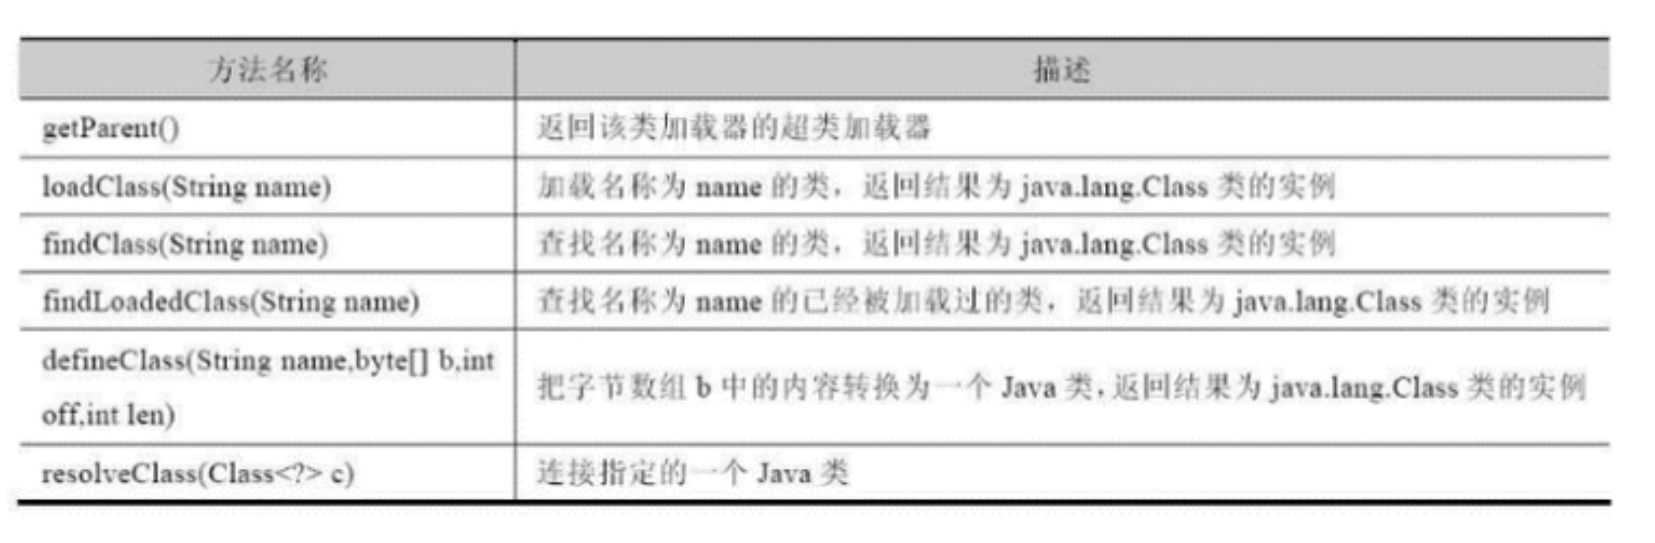 方法名称 描述
getParent() 返回该类加载器的超类加载器
loadClass(String name) 加载名称为 name 的类，返回结果为 java.lang.Class 类的实例
findClass(String name) 查找名称为 name 的类，返回结果为 java.lang.Class 类的实例
findLoadedClass(String name) 查找名称为 name 的已经被加载过的类，返回结果为 java.lang.Class 类的实例
defineClass(String name,byte[] b,int
off,int len)
把字节数组 b 中的内容转换为一个 Java 类，返回结果为 java.lang.Class 类的实例
resolveClass(Class<?> c) 连接指定的一个 Java 类